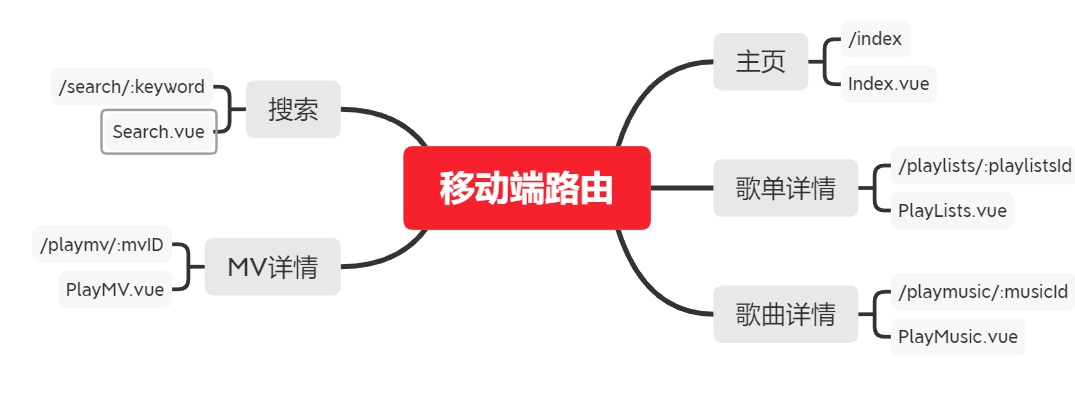 移动端路由
主页
/index
Index.vue
歌单详情
/playlists/:playlistsId
PlayLists.vue
歌曲详情
/playmusic/:musicId
PlayMusic.vue
搜索
/search/:keyword
Search.vue
MV详情
/playmv/:mvID
PlayMV.vue